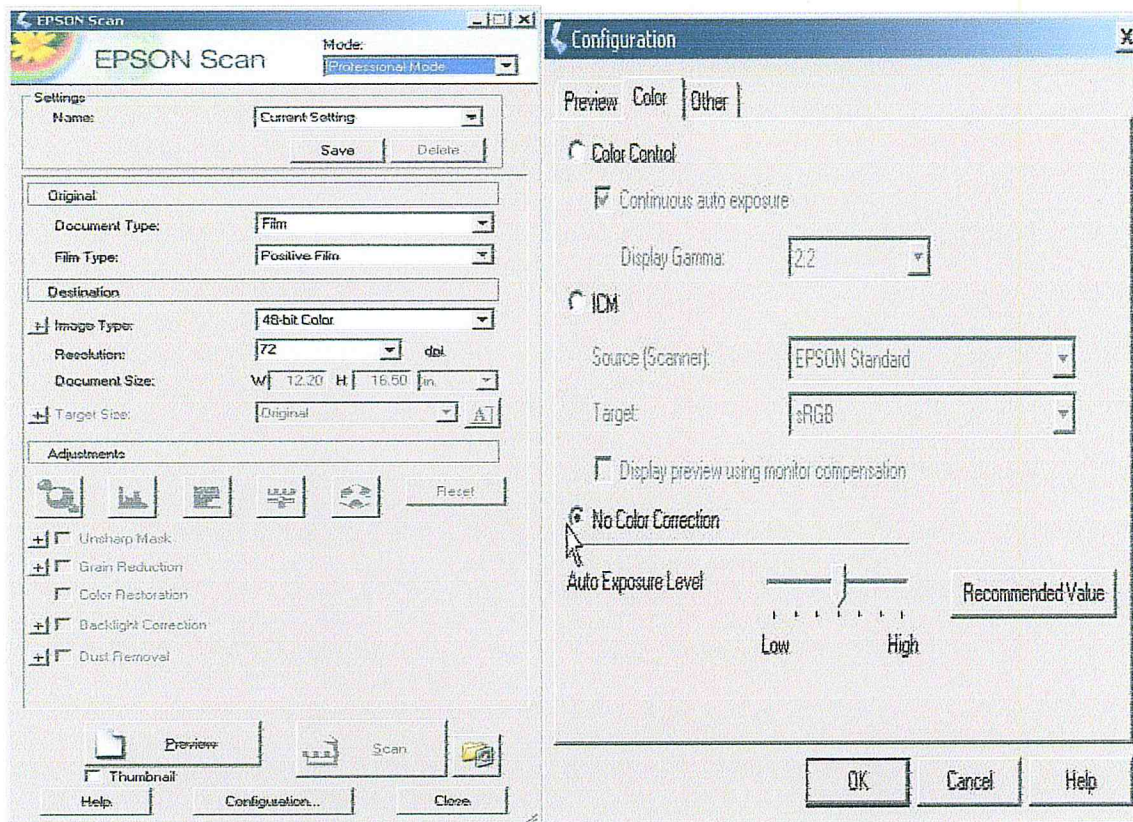 EPSON Scan
EPSON Scan
Mode:
Professional Mode
Settings
Name:
Current Setting
Save
Delete
Original
Document Type:
Film
Film Type:
Positive Film
Destination
Image Type:
48-bit Color
Resolution:
72
dpi
Document Size:
W
12.20
H
16.50
in.
Target Size:
Original
A
Adjustments
Reset
Unsharp Mask
Grain Reduction
Color Restoration
Backlight Correction
Dust Removal
Preview
Scan
Thumbnail
Help
Configuration...
Close
Configuration
Preview
Color
Other
Color Control
Continuous auto exposure
Display Gamma:
2.2
ICM
Source (Scanner):
EPSON Standard
Target:
sRGB
Display preview using monitor compensation
No Color Correction
Auto Exposure Level
Recommended Value
Low
High
OK
Cancel
Help